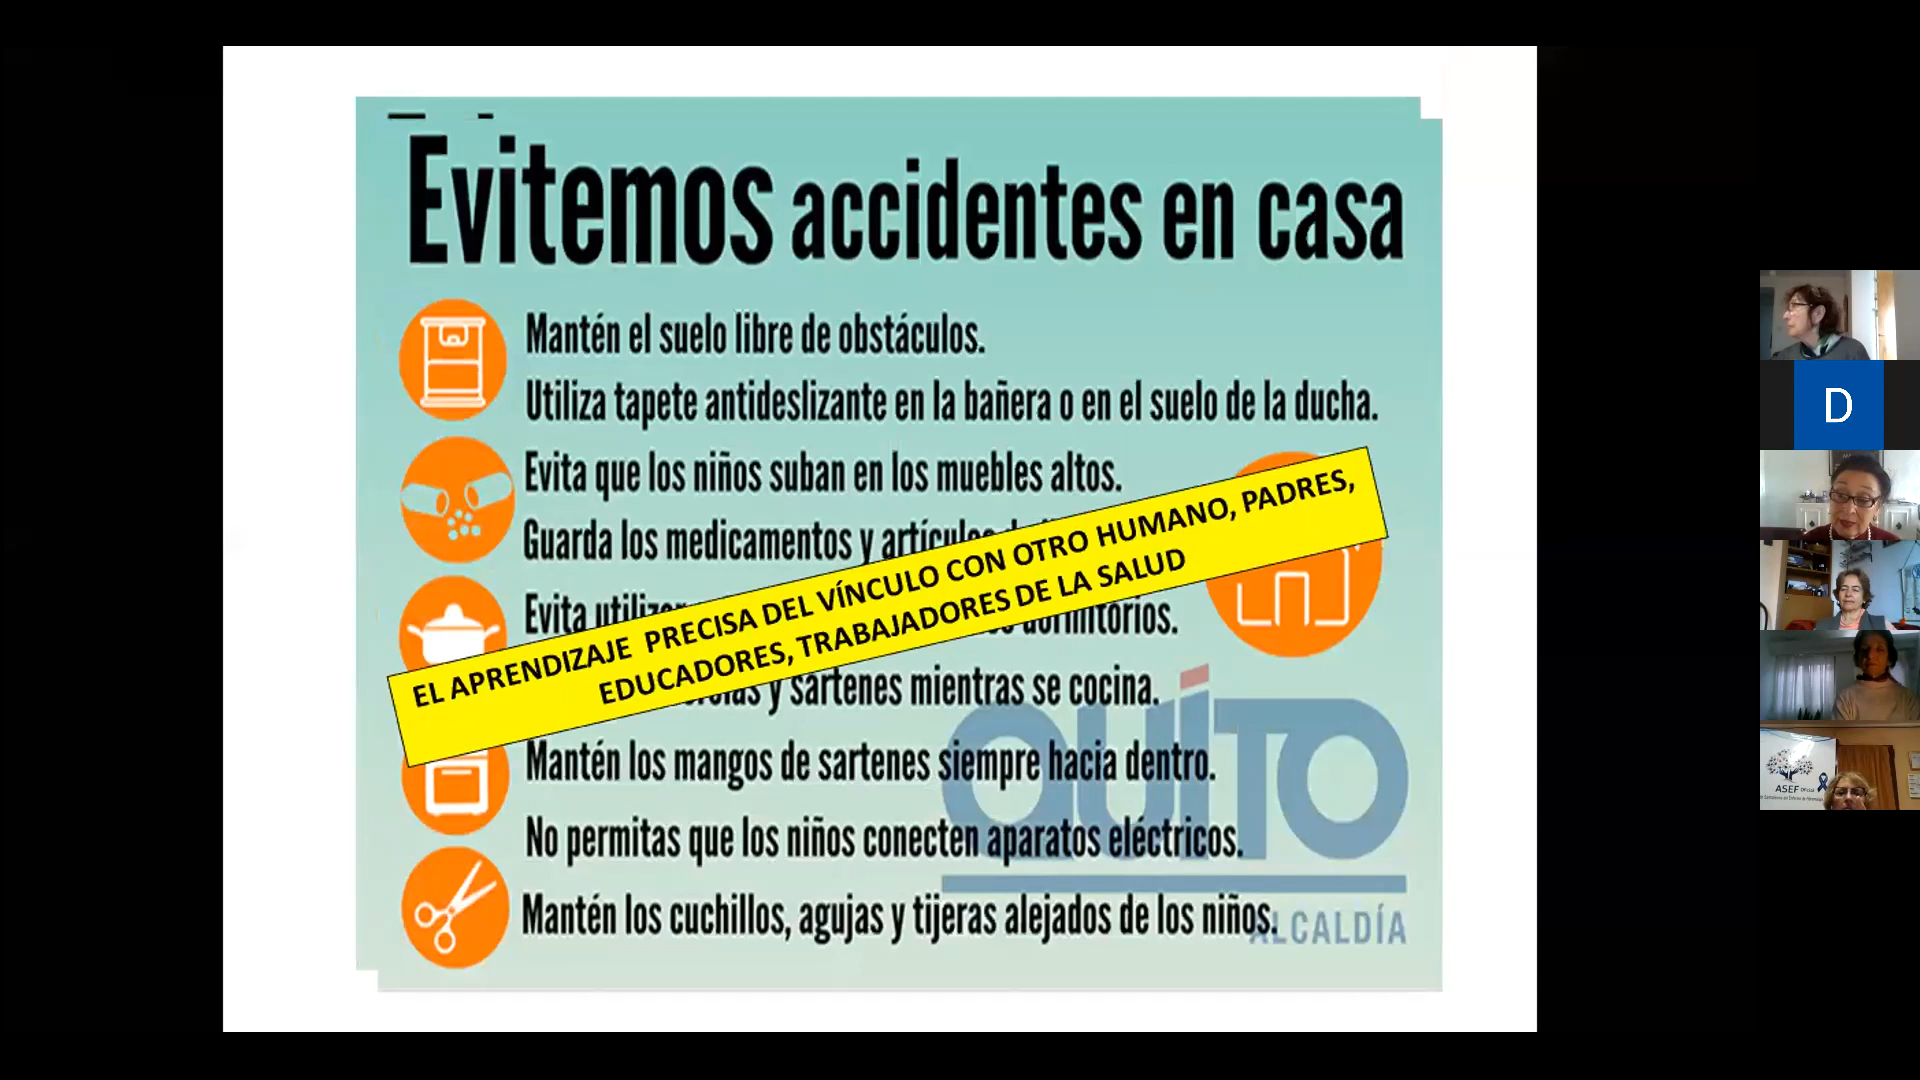 Evitemos accidentes en casa
Mantén el suelo libre de obstáculos.
Utiliza tapete antideslizante en la bañera o en el suelo de la ducha.
Evita que los niños suban en los muebles altos.
Guarda los medicamentos y
Evita dormitorios.
EL APRENDIZAJE PRECISA DEL VÍNCULO CON OTRO HUMANO, PADRES,
EDUCADORES, TRABAJADORES DE LA SALUD
y sartenes mientras se cocina.
Mantén los mangos de sartenes siempre hacia dentro.
No permitas que los niños conecten aparatos eléctricos.
Mantén los cuchillos, agujas y tijeras alejados de los niños.
QUITO
ALCALDÍA
D
ASEF